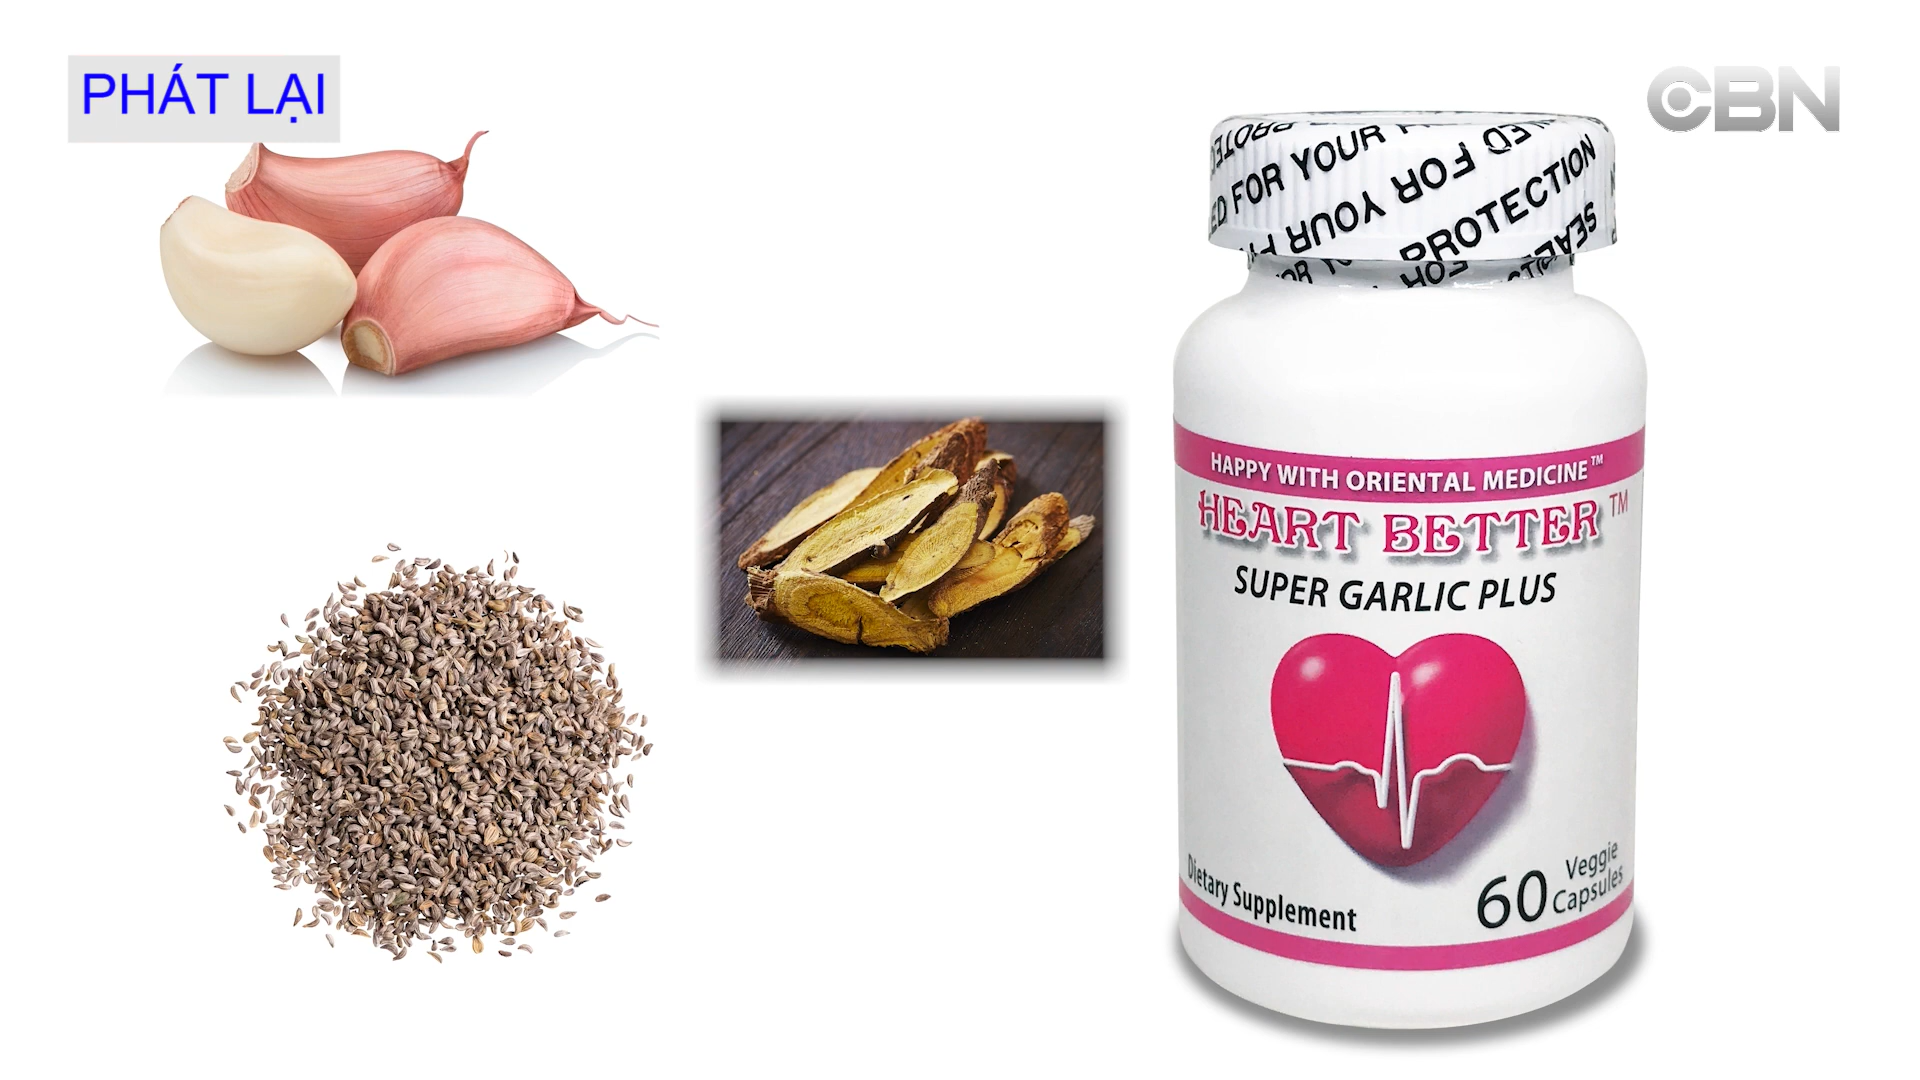 PHÁT LẠI
CBN
FOR YOUR
FOR YOUR
PROTECTION
HAPPY WITH ORIENTAL MEDICINE™
HEART BETTER™
SUPER GARLIC PLUS
Dietary Supplement
60 Veggie
Capsules